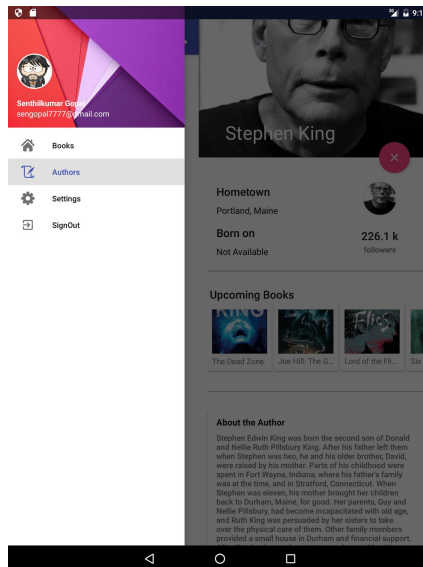 3G
9:1
Senthilkumar Gopal
sengopal7777@gmail.com
Books
Authors
Settings
SignOut
Stephen King
Hometown
Portland, Maine
Born on
Not Available
226.1 k
followers
Upcoming Books
KING
Flies
The Dead Zone
Joe Hill: The G...
Lord of the Fli...
Six
About the Author
Stephen Edwin King was born the second son of Donald
and Nellie Ruth Pillsbury King. After his father left them
when Stephen was two, he and his older brother, David,
were raised by his mother. Parts of his childhood were
spent in Fort Wayne, Indiana, where his father's family
was at the time, and in Stratford, Connecticut. When
Stephen was eleven, his mother brought her children
back to Durham, Maine, for good. Her parents, Guy and
Nellie Pillsbury, had become incapacitated with old age,
and Ruth King was persuaded by her sisters to take
over the physical care of them. Other family members
provided a small house in Durham and financial support.